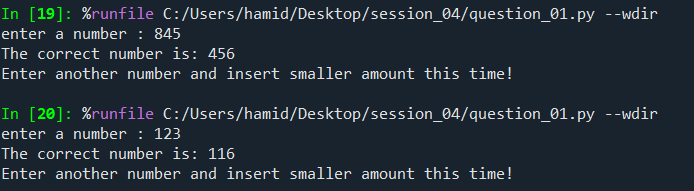 In [19]: %runfile C:/Users/hamid/Desktop/session_04/question_01.py --wdir
enter a number : 845
The correct number is: 456
Enter another number and insert smaller amount this time!
In [20]: %runfile C:/Users/hamid/Desktop/session_04/question_01.py --wdir
enter a number : 123
The correct number is: 116
Enter another number and insert smaller amount this time!